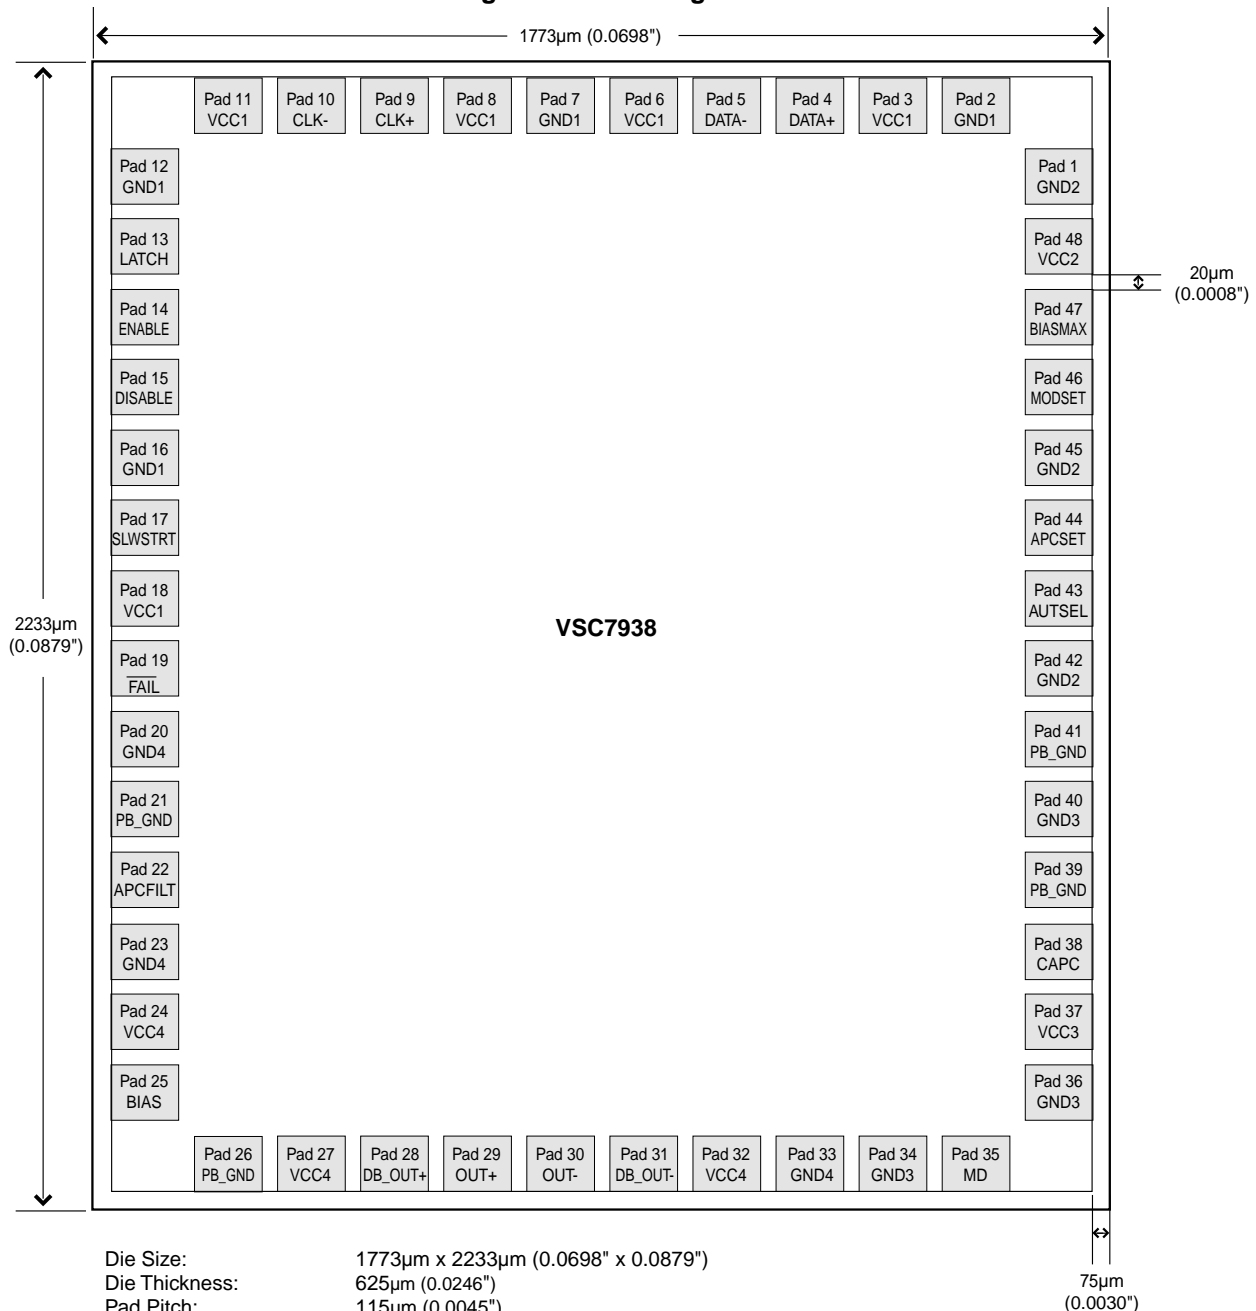 1773µm (0.0698")
Pad 11 VCC1
Pad 10 CLK-
Pad 9 CLK+
Pad 8 VCC1
Pad 7 GND1
Pad 6 VCC1
Pad 5 DATA-
Pad 4 DATA+
Pad 3 VCC1
Pad 2 GND1
Pad 12 GND1
Pad 13 LATCH
Pad 14 ENABLE
Pad 15 DISABLE
Pad 16 GND1
Pad 17 SLWSTRT
Pad 18 VCC1
Pad 19 FAIL
Pad 20 GND4
Pad 21 PB_GND
Pad 22 APCFILT
Pad 23 GND4
Pad 24 VCC4
Pad 25 BIAS
2233µm
(0.0879")
VSC7938
Pad 1 GND2
Pad 48 VCC2
Pad 47 BIASMAX
Pad 46 MODSET
Pad 45 GND2
Pad 44 APCSET
Pad 43 AUTSEL
Pad 42 GND2
Pad 41 PB_GND
Pad 40 GND3
Pad 39 PB_GND
Pad 38 CAPC
Pad 37 VCC3
Pad 36 GND3
20µm
(0.0008")
Pad 26 PB_GND
Pad 27 VCC4
Pad 28 DB_OUT+
Pad 29 OUT+
Pad 30 OUT-
Pad 31 DB_OUT-
Pad 32 VCC4
Pad 33 GND4
Pad 34 GND3
Pad 35 MD
75µm
(0.0030")
Die Size: 1773µm x 2233µm (0.0698" x 0.0879")
Die Thickness: 625µm (0.0246")
Pad Pitch: 115µm (0.0045")